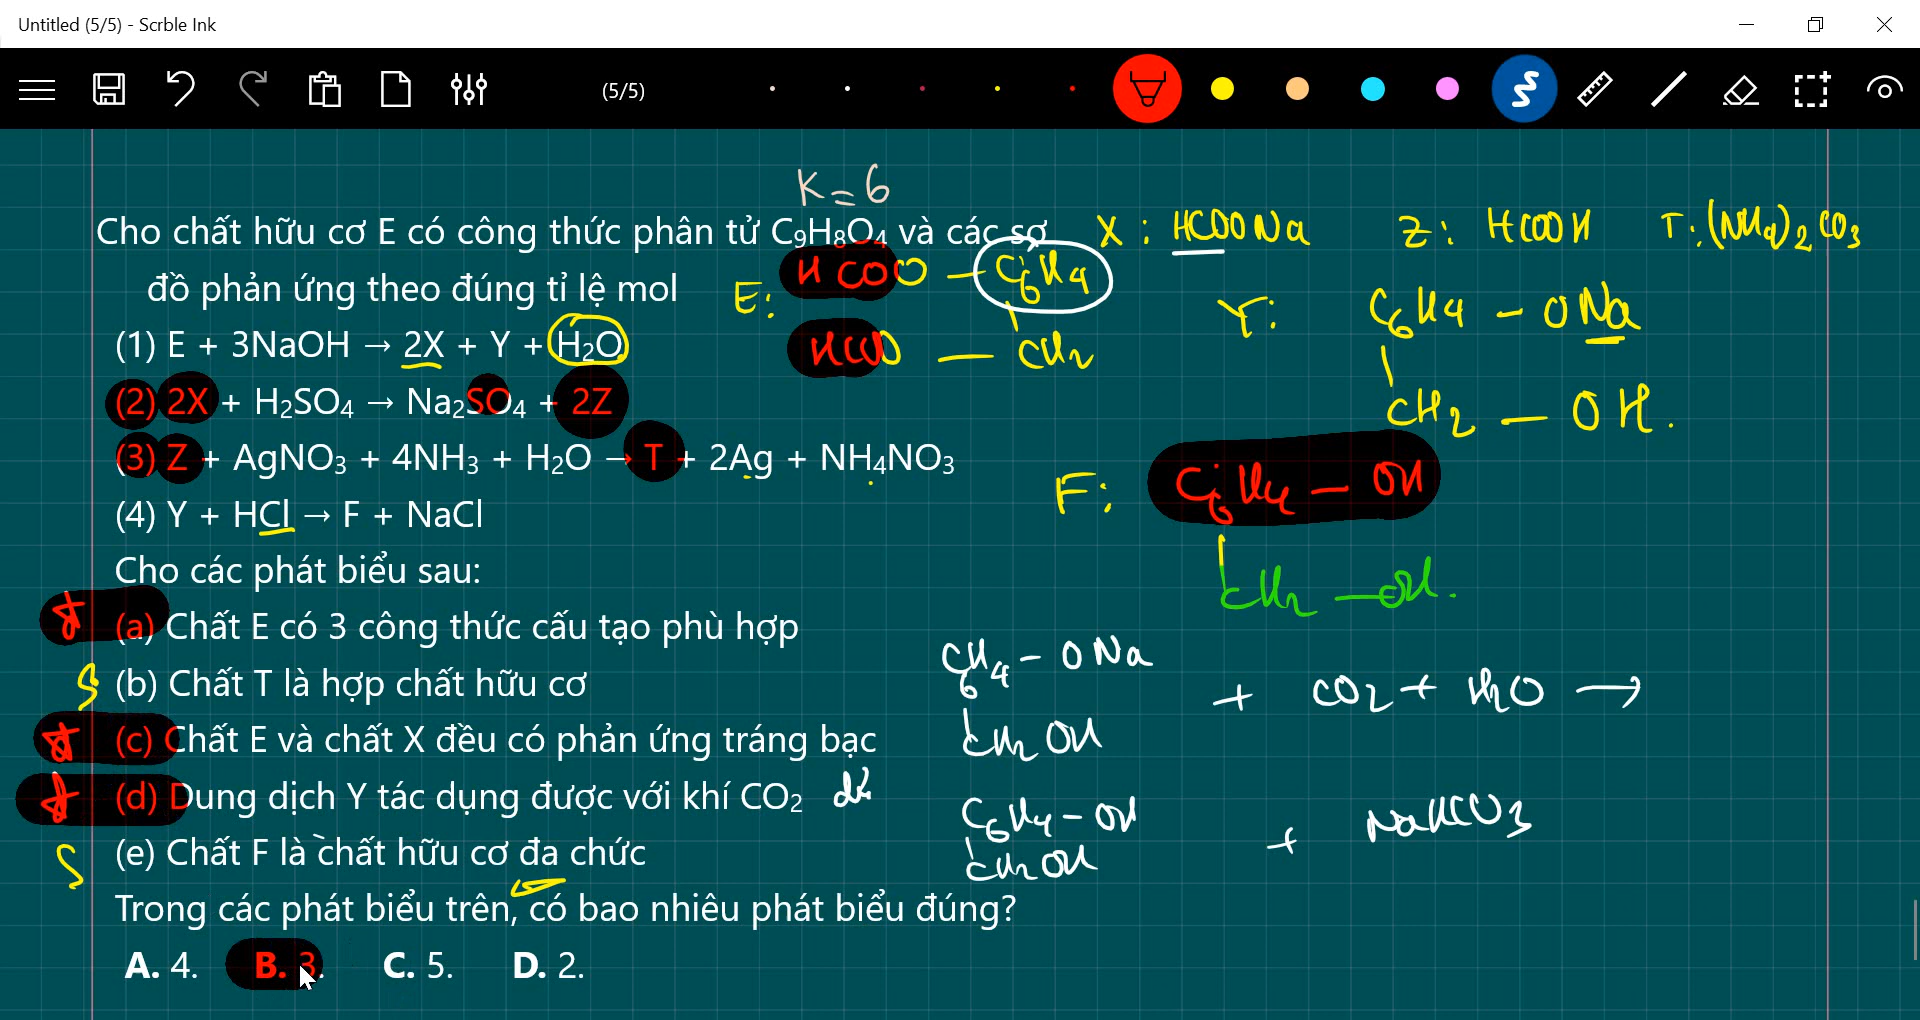 Untitled (5/5) - Scrble Ink
(5/5)
K = 6
Cho chất hữu cơ E có công thức phân tử C₉H₈O₄ và các sơ
đồ phản ứng theo đúng tỉ lệ mol
(1) E + 3NaOH → 2X + Y + H₂O
(2) 2X + H₂SO₄ → Na₂SO₄ + 2Z
(3) Z + AgNO₃ + 4NH₃ + H₂O → T + 2Ag + NH₄NO₃
(4) Y + HCl → F + NaCl
Cho các phát biểu sau:
(a) Chất E có 3 công thức cấu tạo phù hợp
(b) Chất T là hợp chất hữu cơ
(c) Chất E và chất X đều có phản ứng tráng bạc
(d) Dung dịch Y tác dụng được với khí CO₂
(e) Chất F là chất hữu cơ đa chức
Trong các phát biểu trên, có bao nhiêu phát biểu đúng?
A. 4. B. 3. C. 5. D. 2.
E: HCOO — C₆H₄
HCOO — CH₂
X: HCOONa Z: HCOOH T: (NH₄)₂CO₃
Y: C₆H₄ – ONa
CH₂ — OH.
F: C₆H₄ — OH
CH₂ — OH.
C₆H₄ – ONa
CH₂OH
+ CO₂ + H₂O →
C₆H₄ – OH
CH₂OH
+ NaHCO₃